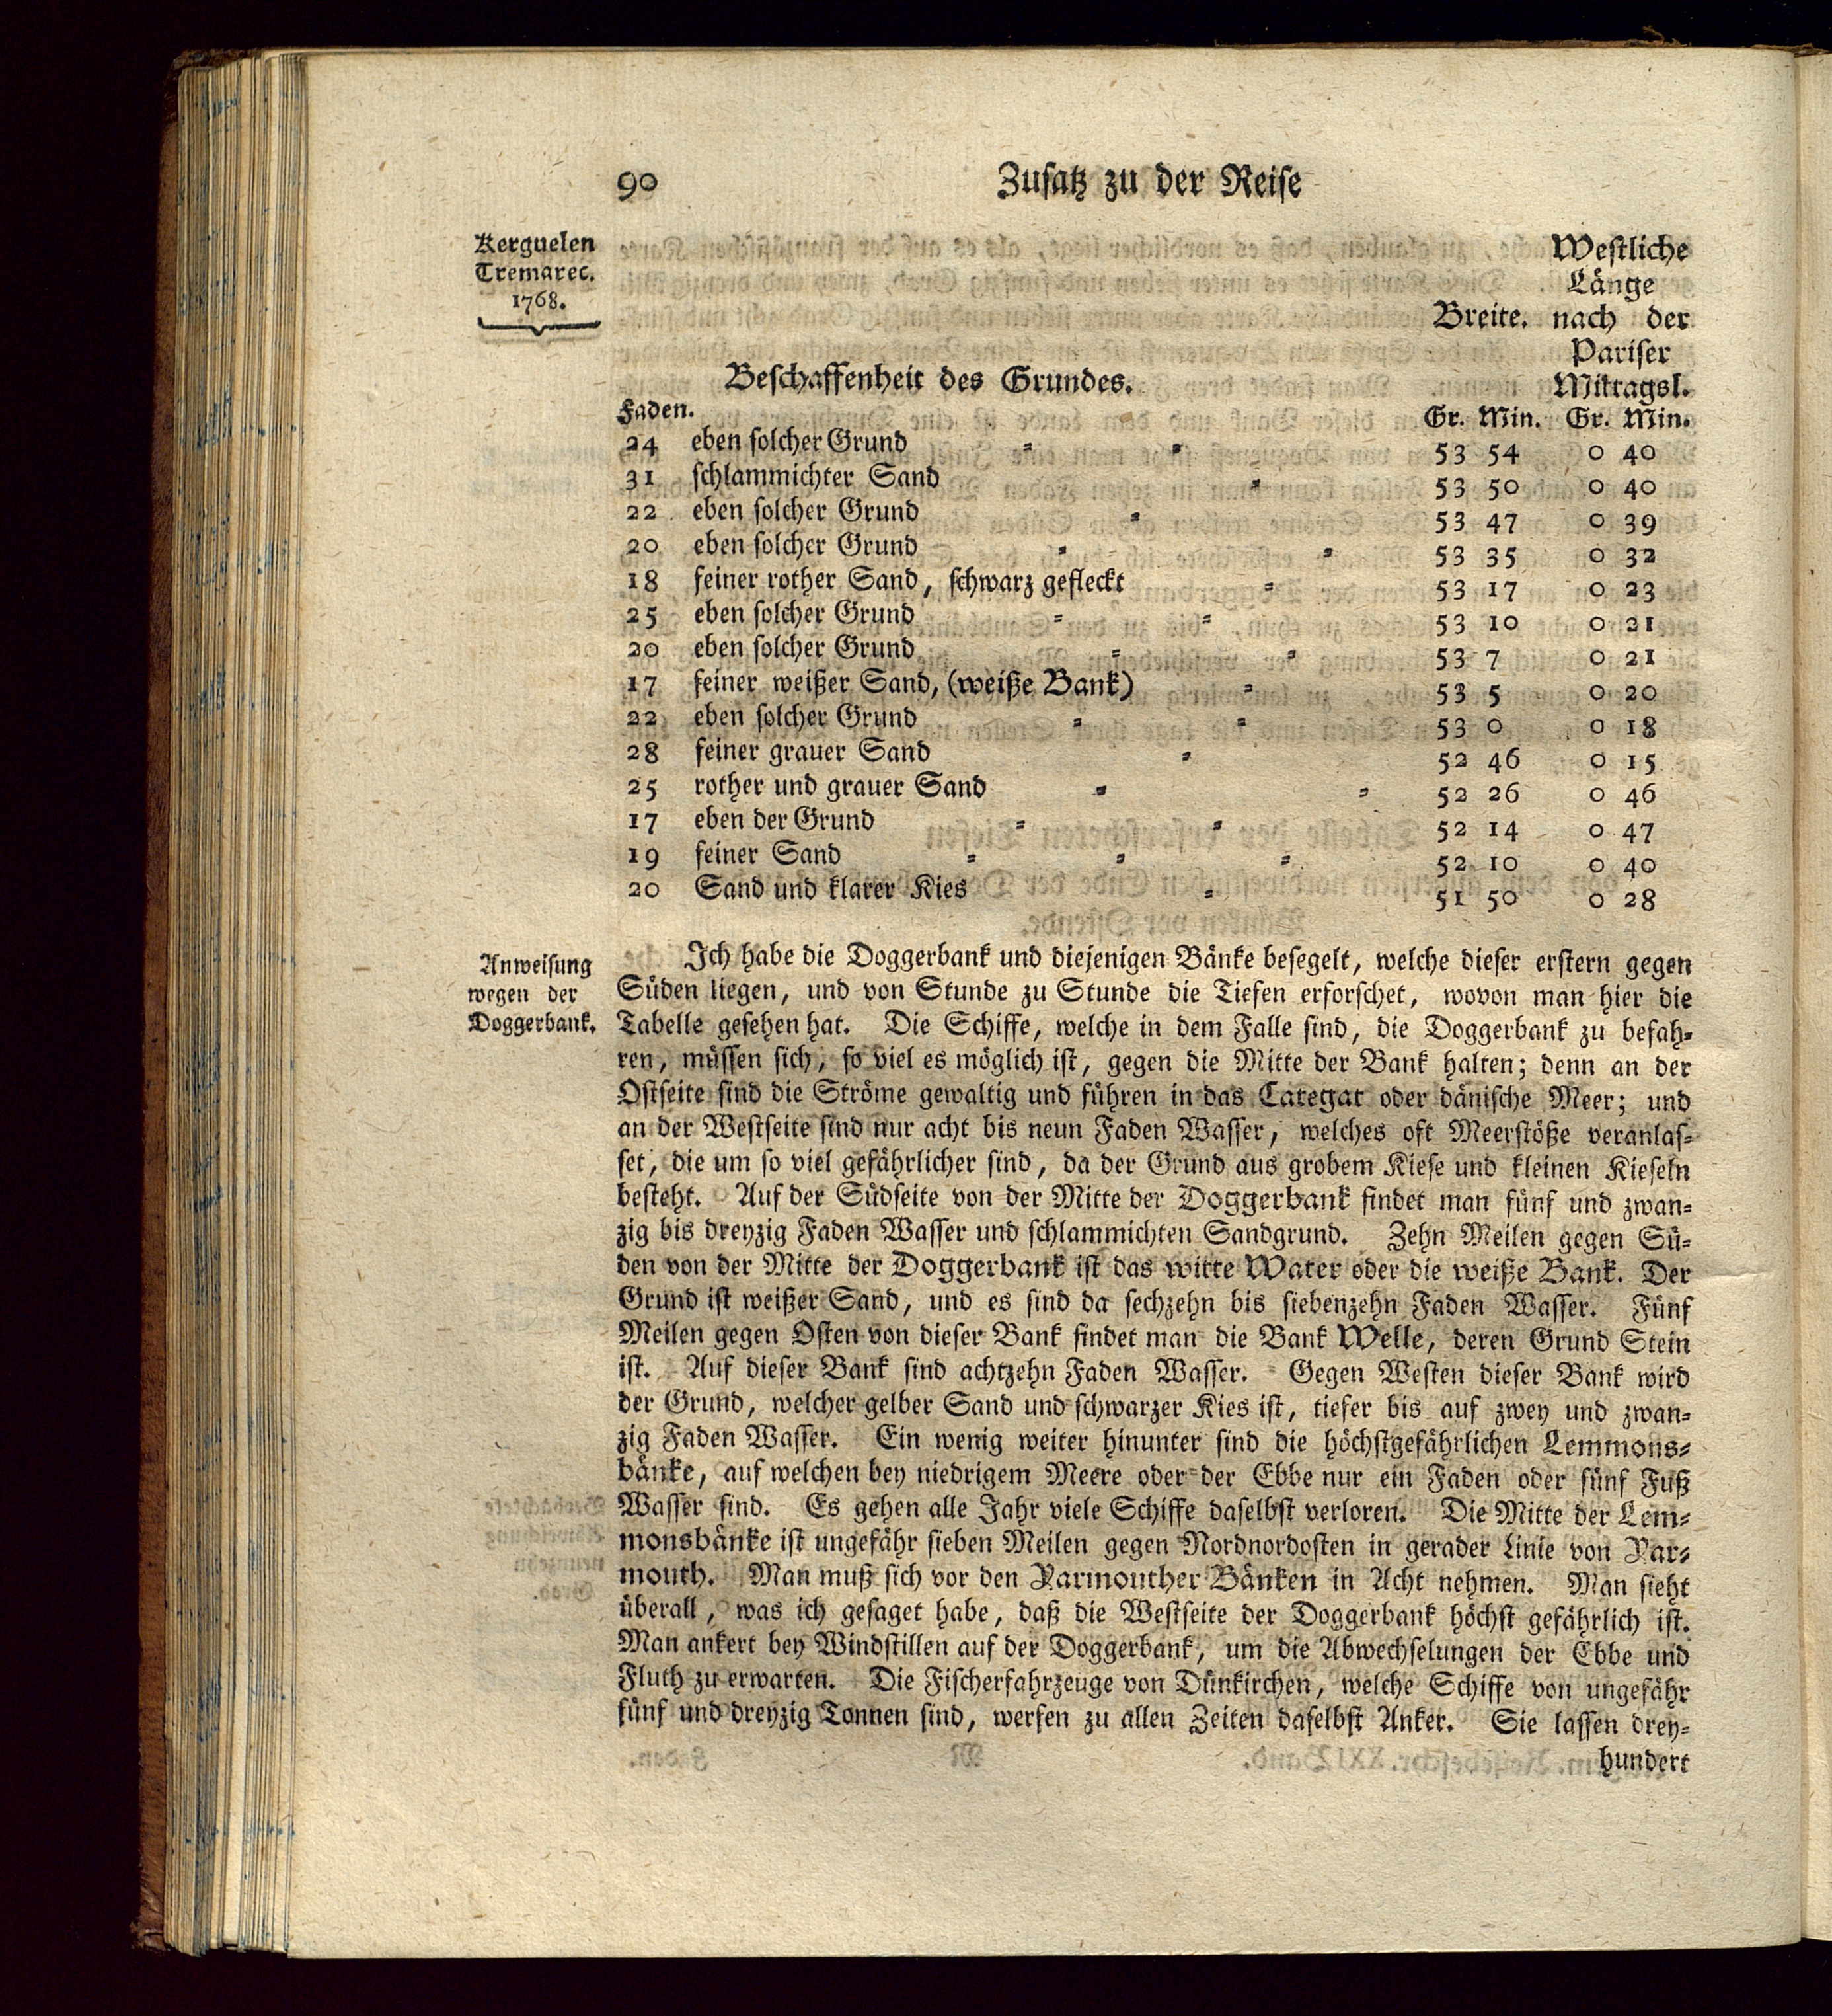 90 Zusatz zu der Reise
Kerguelen
Tremarec.
1768.
Westliche
Länge
Breite. nach der
Pariser
Beschaffenheit des Grundes. Mittagsl.
Faden. Gr. Min. Gr. Min.
24 eben solcher Grund = = 53 54 0 40
31 schlammichter Sand = 53 50 0 40
22 eben solcher Grund = 53 47 0 39
20 eben solcher Grund = = 53 35 0 32
18 feiner rother Sand, schwarz gefleckt = 53 17 0 23
25 eben solcher Grund = = 53 10 0 21
20 eben solcher Grund = = 53 7 0 21
17 feiner weißer Sand, (weiße Bank) = 53 5 0 20
22 eben solcher Grund = = 53 0 0 18
28 feiner grauer Sand = 52 46 0 15
25 rother und grauer Sand = = 52 26 0 46
17 eben der Grund = = 52 14 0 47
19 feiner Sand = = = 52 10 0 40
20 Sand und klarer Kies = 51 50 0 28
Anweisung
wegen der
Doggerbank.
Ich habe die Doggerbank und diejenigen Bänke besegelt, welche dieser erstern gegen
Süden liegen, und von Stunde zu Stunde die Tiefen erforschet, wovon man hier die
Tabelle gesehen hat. Die Schiffe, welche in dem Falle sind, die Doggerbank zu befah=
ren, müssen sich, so viel es möglich ist, gegen die Mitte der Bank halten; denn an der
Ostseite sind die Ströme gewaltig und führen in das Categat oder dänische Meer; und
an der Westseite sind nur acht bis neun Faden Wasser, welches oft Meerstöße veranlas=
set, die um so viel gefährlicher sind, da der Grund aus grobem Kiese und kleinen Kieseln
besteht. Auf der Südseite von der Mitte der Doggerbank findet man fünf und zwan=
zig bis dreyzig Faden Wasser und schlammichten Sandgrund. Zehn Meilen gegen Sü=
den von der Mitte der Doggerbank ist das witte Water oder die weiße Bank. Der
Grund ist weißer Sand, und es sind da sechzehn bis siebenzehn Faden Wasser. Fünf
Meilen gegen Osten von dieser Bank findet man die Bank Welle, deren Grund Stein
ist. Auf dieser Bank sind achtzehn Faden Wasser. Gegen Westen dieser Bank wird
der Grund, welcher gelber Sand und schwarzer Kies ist, tiefer bis auf zwey und zwan=
zig Faden Wasser. Ein wenig weiter hinunter sind die höchstgefährlichen Lemmons=
bänke, auf welchen bey niedrigem Meere oder der Ebbe nur ein Faden oder fünf Fuß
Wasser sind. Es gehen alle Jahr viele Schiffe daselbst verloren. Die Mitte der Lem=
monsbänke ist ungefähr sieben Meilen gegen Nordnordosten in gerader Linie von Yar=
mouth. Man muß sich vor den Yarmouther Bänken in Acht nehmen. Man sieht
überall, was ich gesaget habe, daß die Westseite der Doggerbank höchst gefährlich ist.
Man ankert bey Windstillen auf der Doggerbank, um die Abwechselungen der Ebbe und
Fluth zu erwarten. Die Fischerfahrzeuge von Dünkirchen, welche Schiffe von ungefähr
fünf und dreyzig Tonnen sind, werfen zu allen Zeiten daselbst Anker. Sie lassen drey=
hundert